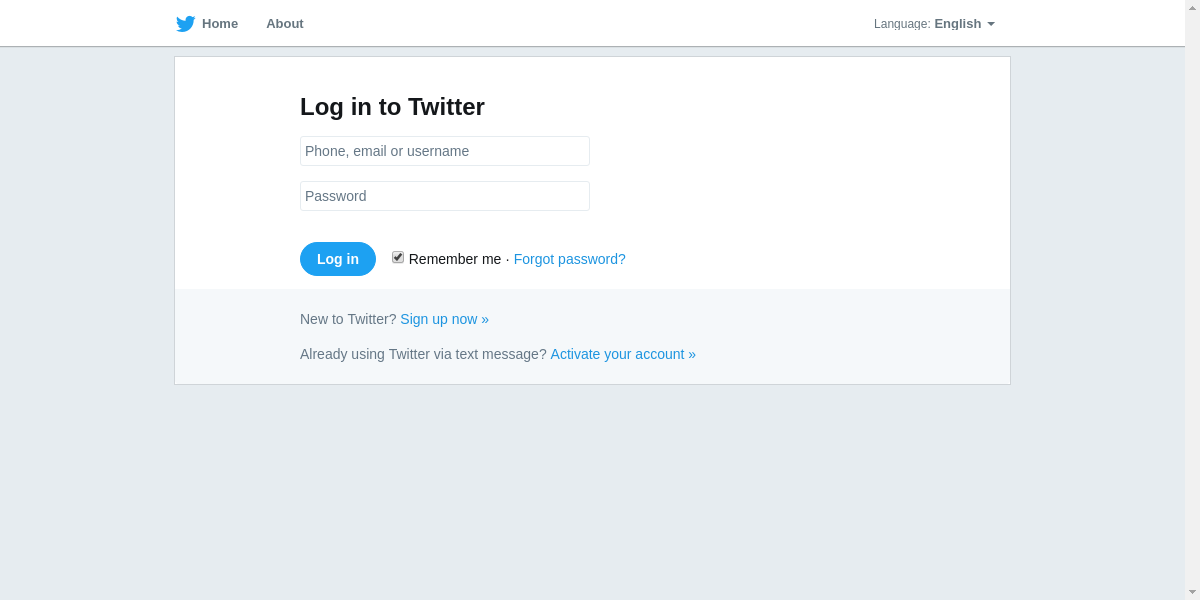 Home About Language: English
Log in to Twitter
Phone, email or username
Password
Log in Remember me · Forgot password?
New to Twitter? Sign up now »
Already using Twitter via text message? Activate your account »